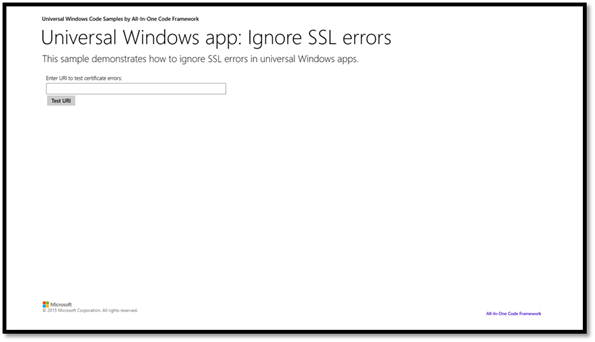 Universal Windows Code Samples by All-In-One Code Framework
Universal Windows app: Ignore SSL errors
This sample demonstrates how to ignore SSL errors in universal Windows apps.
Enter URI to test certificate errors:
Test URI
Microsoft
© 2015 Microsoft Corporation. All rights reserved.
All-In-One Code Framework